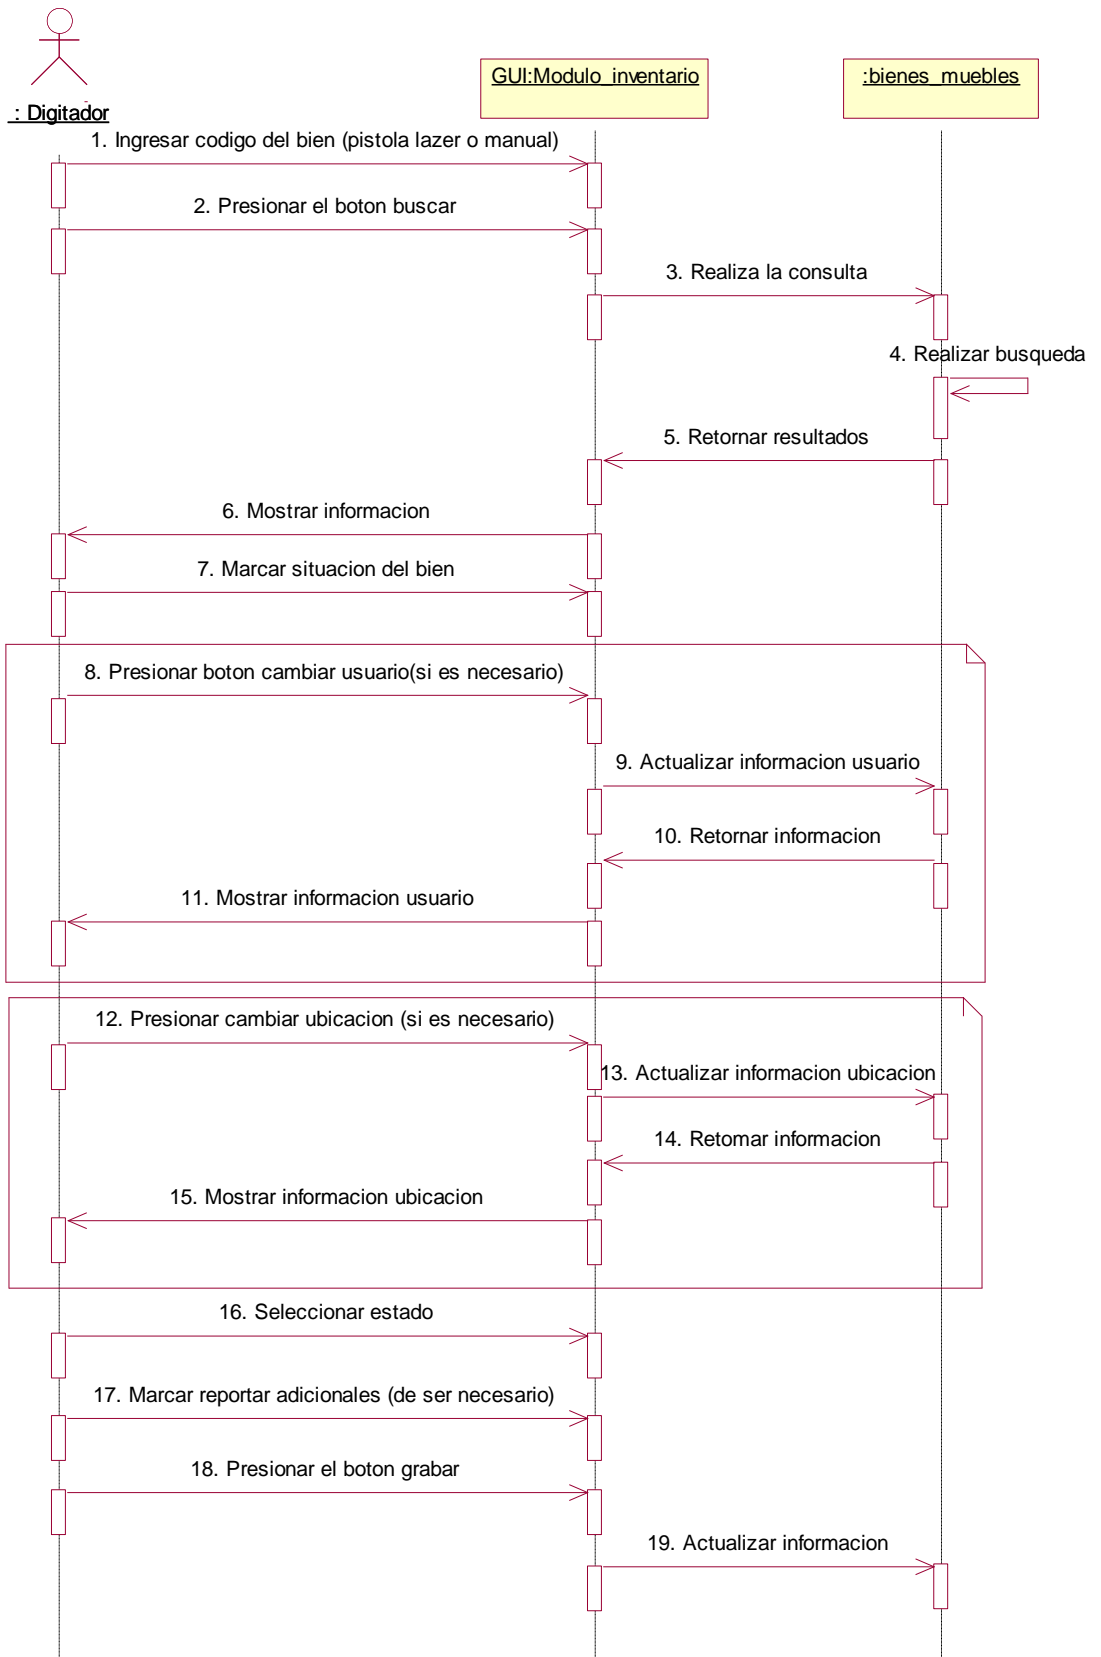 : Digitador
GUI:Modulo_inventario
:bienes_muebles
1. Ingresar codigo del bien (pistola lazer o manual)
2. Presionar el boton buscar
3. Realiza la consulta
4. Realizar busqueda
5. Retornar resultados
6. Mostrar informacion
7. Marcar situacion del bien
8. Presionar boton cambiar usuario(si es necesario)
9. Actualizar informacion usuario
10. Retornar informacion
11. Mostrar informacion usuario
12. Presionar cambiar ubicacion (si es necesario)
13. Actualizar informacion ubicacion
14. Retornar informacion
15. Mostrar informacion ubicacion
16. Seleccionar estado
17. Marcar reportar adicionales (de ser necesario)
18. Presionar el boton grabar
19. Actualizar informacion